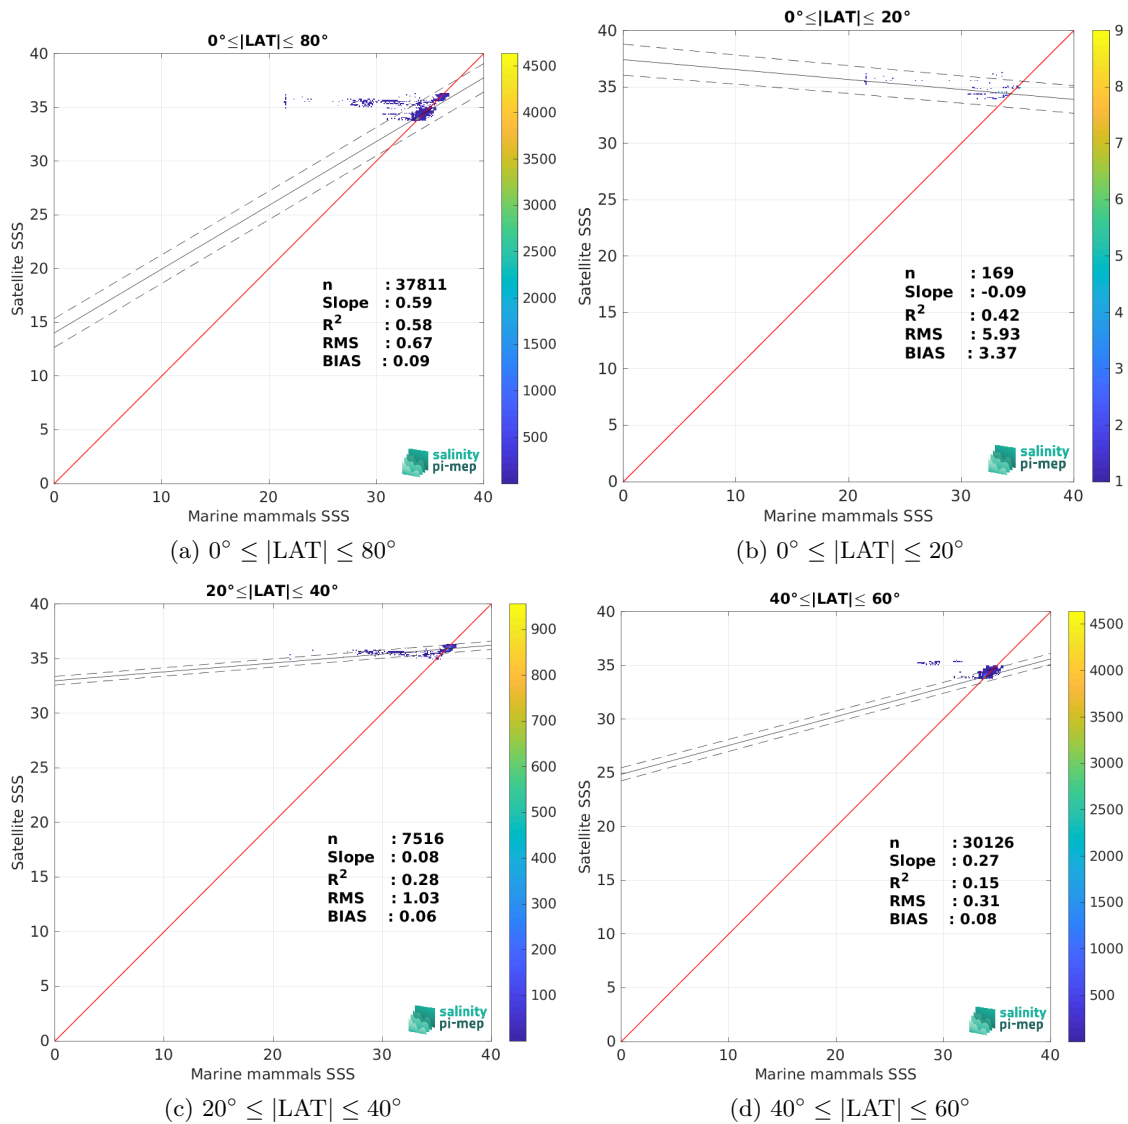 0°≤|LAT|≤ 80°
40
35
30
25
20
15
10
5
0
Satellite SSS
n : 37811
Slope : 0.59
R² : 0.58
RMS : 0.67
BIAS : 0.09
salinity
pi-mep
0 10 20 30 40
Marine mammals SSS
4500
4000
3500
3000
2500
2000
1500
1000
500
(a) 0° ≤ |LAT| ≤ 80°
0°≤|LAT|≤ 20°
40
35
30
25
20
15
10
5
0
Satellite SSS
n : 169
Slope : -0.09
R² : 0.42
RMS : 5.93
BIAS : 3.37
salinity
pi-mep
0 10 20 30 40
Marine mammals SSS
9
8
7
6
5
4
3
2
1
(b) 0° ≤ |LAT| ≤ 20°
20°≤|LAT|≤ 40°
40
35
30
25
20
15
10
5
0
Satellite SSS
n : 7516
Slope : 0.08
R² : 0.28
RMS : 1.03
BIAS : 0.06
salinity
pi-mep
0 10 20 30 40
Marine mammals SSS
900
800
700
600
500
400
300
200
100
(c) 20° ≤ |LAT| ≤ 40°
40°≤|LAT|≤ 60°
40
35
30
25
20
15
10
5
0
Satellite SSS
n : 30126
Slope : 0.27
R² : 0.15
RMS : 0.31
BIAS : 0.08
salinity
pi-mep
0 10 20 30 40
Marine mammals SSS
4500
4000
3500
3000
2500
2000
1500
1000
500
(d) 40° ≤ |LAT| ≤ 60°